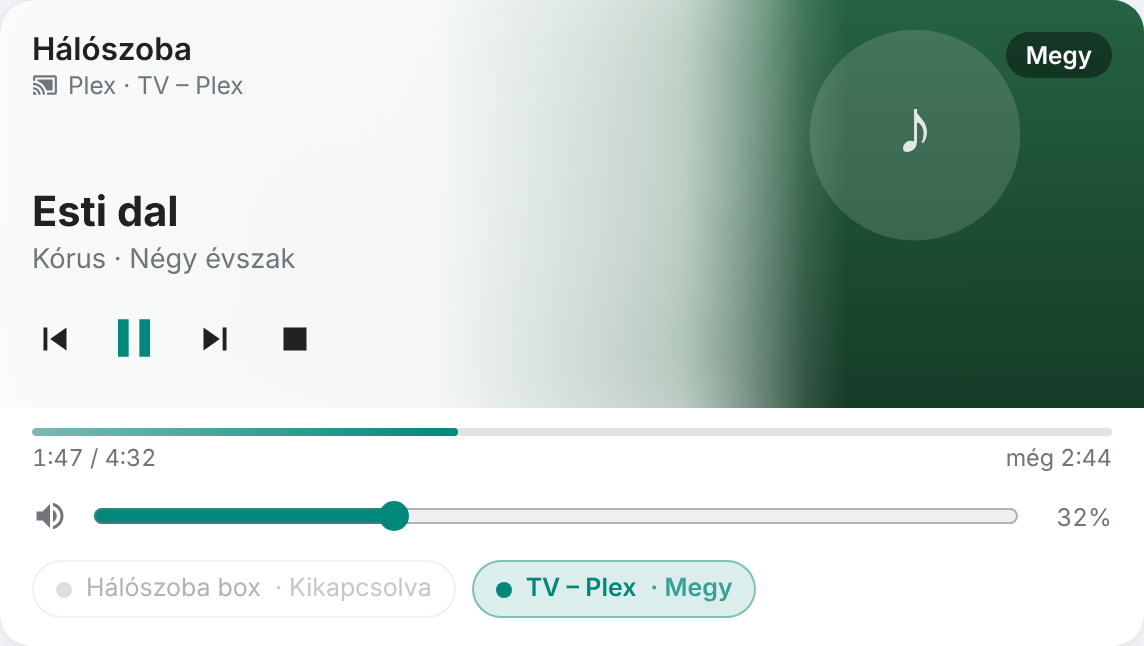 Hálószoba
Megy
Plex · TV – Plex
Esti dal
Kórus · Négy évszak
1:47 / 4:32
még 2:44
32%
Hálószoba box · Kikapcsolva
TV – Plex · Megy